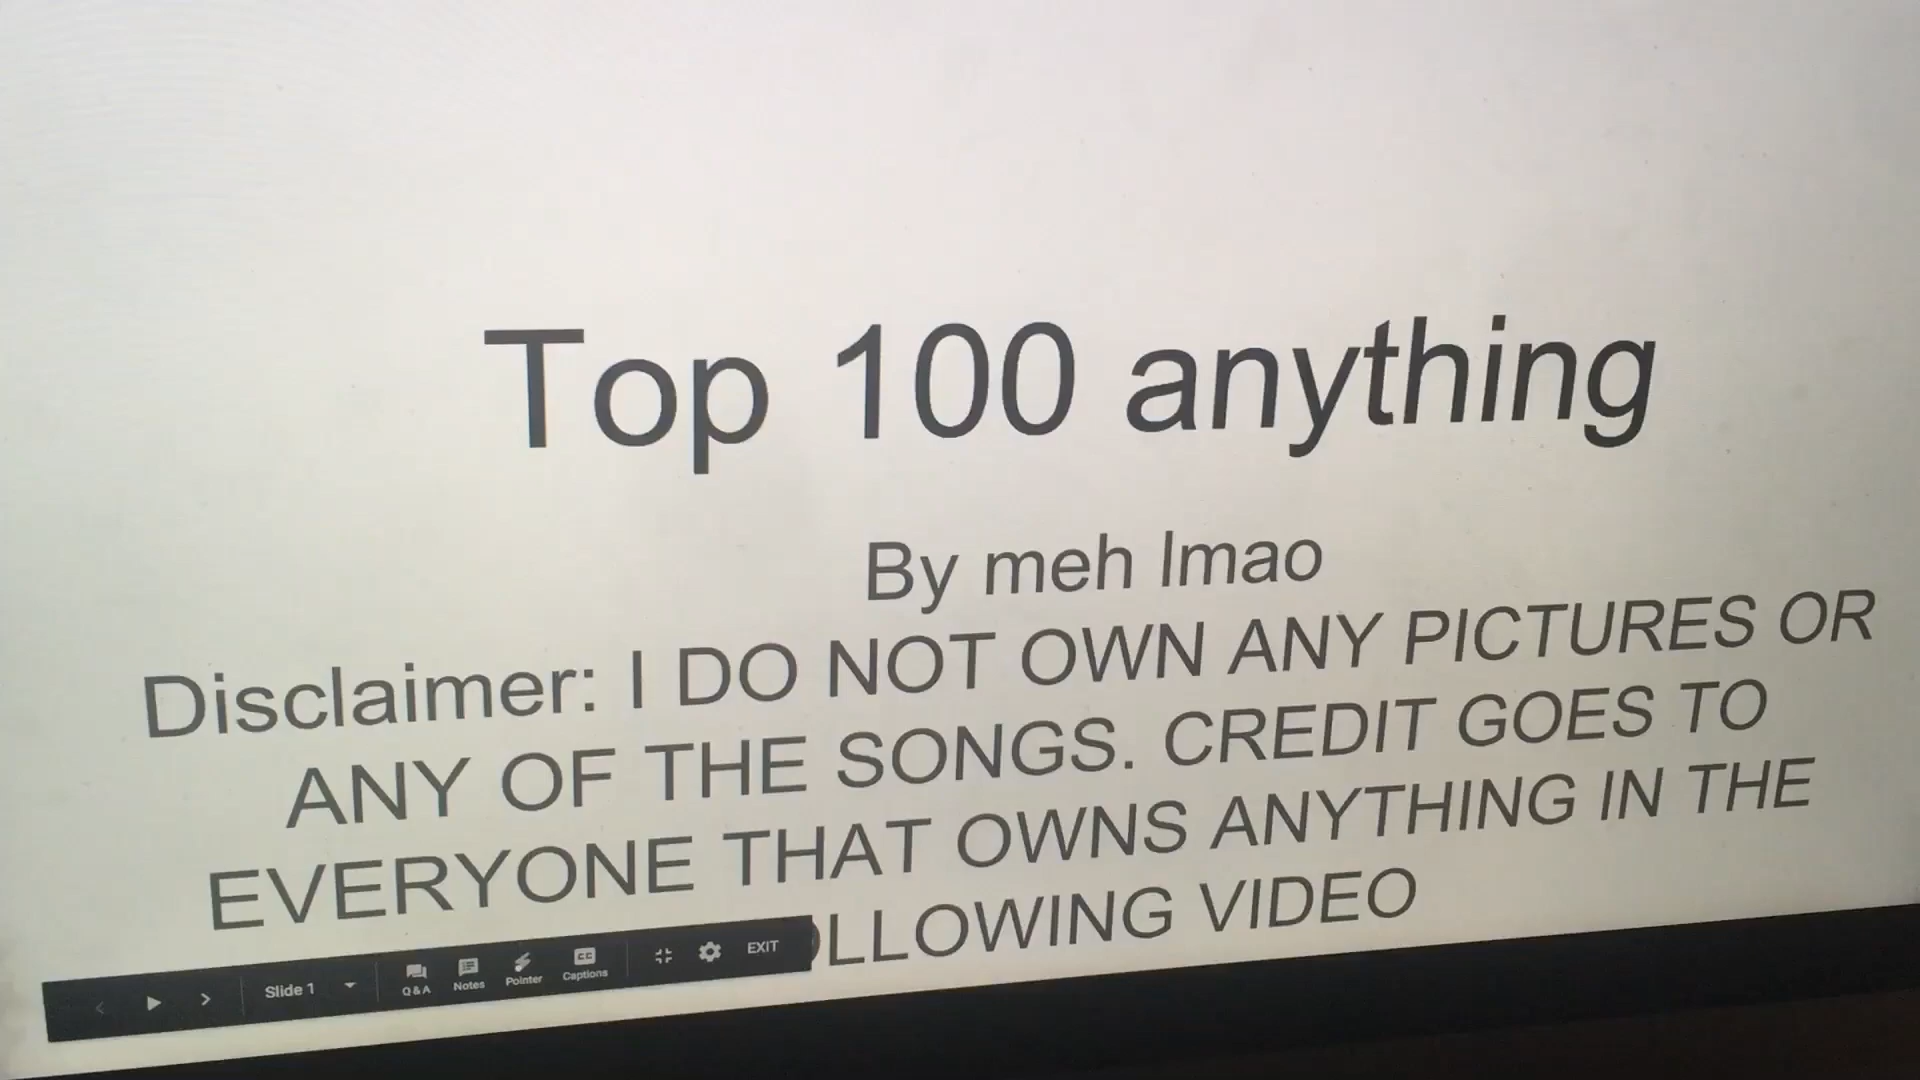 Top 100 anything
By meh lmao
Disclaimer: I DO NOT OWN ANY PICTURES OR
ANY OF THE SONGS. CREDIT GOES TO
EVERYONE THAT OWNS ANYTHING IN THE
LLOWING VIDEO
Slide 1 Q&A Notes Pointer Captions EXIT